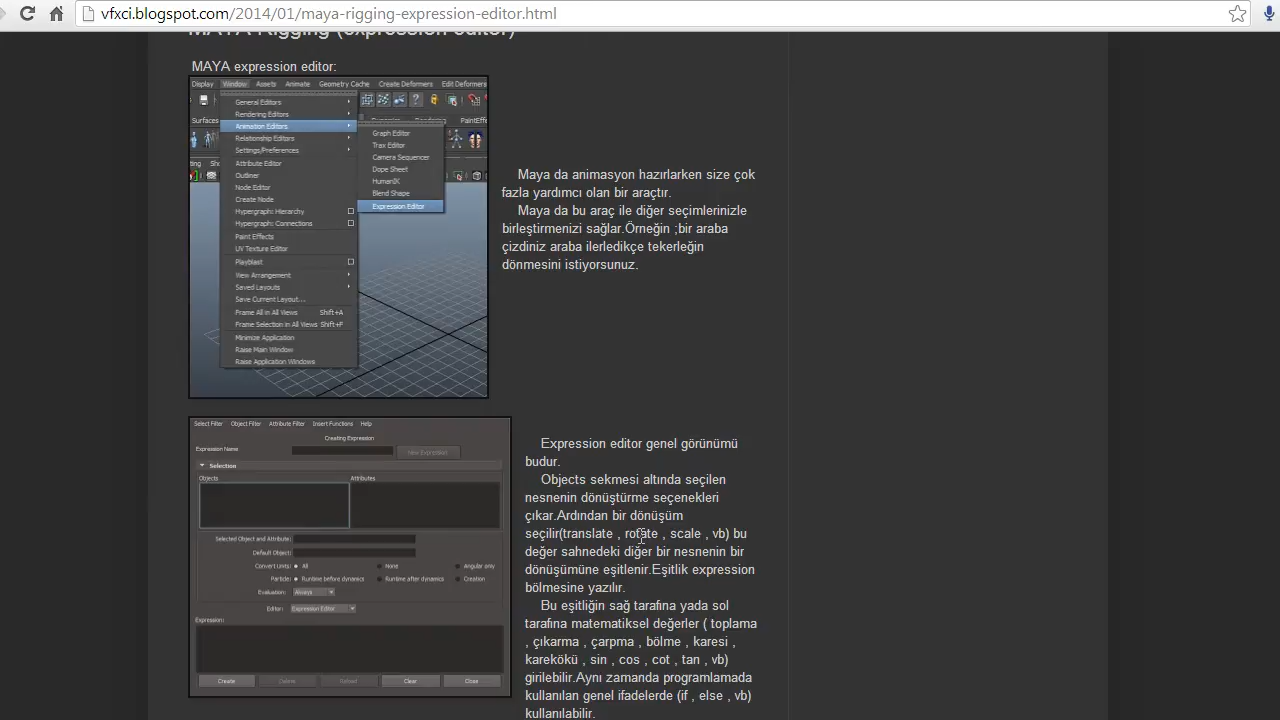 vfxci.blogspot.com/2014/01/maya-rigging-expression-editor.html
MAYA Rigging (expression editor)
MAYA expression editor:
Display Window Assets Animate Geometry Cache Create Deformers Edit Deformers
Surfaces Dynamics Rendering PaintEffe
General Editors
Rendering Editors
Animation Editors
Relationship Editors
Settings/Preferences
Attribute Editor
Outliner
Node Editor
Create Node
Hypergraph: Hierarchy
Hypergraph: Connections
Paint Effects
UV Texture Editor
Playblast
View Arrangement
Saved Layouts
Save Current Layout...
Frame All in All Views Shift+A
Frame Selection in All Views Shift+F
Minimize Application
Raise Main Window
Raise Application Windows
Graph Editor
Trax Editor
Camera Sequencer
Dope Sheet
HumanIK
Blend Shape
Expression Editor
Maya da animasyon hazırlarken size çok
fazla yardımcı olan bir araçtır.
Maya da bu araç ile diğer seçimlerinizle
birleştirmenizi sağlar.Örneğin ;bir araba
çizdiniz araba ilerledikçe tekerleğin
dönmesini istiyorsunuz.
Select Filter Object Filter Attribute Filter Insert Functions Help
Creating Expression
Expression Name New Expression
Selection
Objects Attributes
Selected Object and Attribute:
Default Object:
Convert Units: All None Angular only
Particle: Runtime before dynamics Runtime after dynamics Creation
Evaluation: Always
Editor: Expression Editor
Expression:
Create Delete Reload Clear Close
Expression editor genel görünümü
budur.
Objects sekmesi altında seçilen
nesnenin dönüştürme seçenekleri
çıkar.Ardından bir dönüşüm
seçilir(translate , rotate , scale , vb) bu
değer sahnedeki diğer bir nesnenin bir
dönüşümüne eşitlenir.Eşitlik expression
bölmesine yazılır.
Bu eşitliğin sağ tarafına yada sol
tarafına matematiksel değerler ( toplama
, çıkarma , çarpma , bölme , karesi ,
karekökü , sin , cos , cot , tan , vb)
girilebilir.Aynı zamanda programlamada
kullanılan genel ifadelerde (if , else , vb)
kullanılabilir.